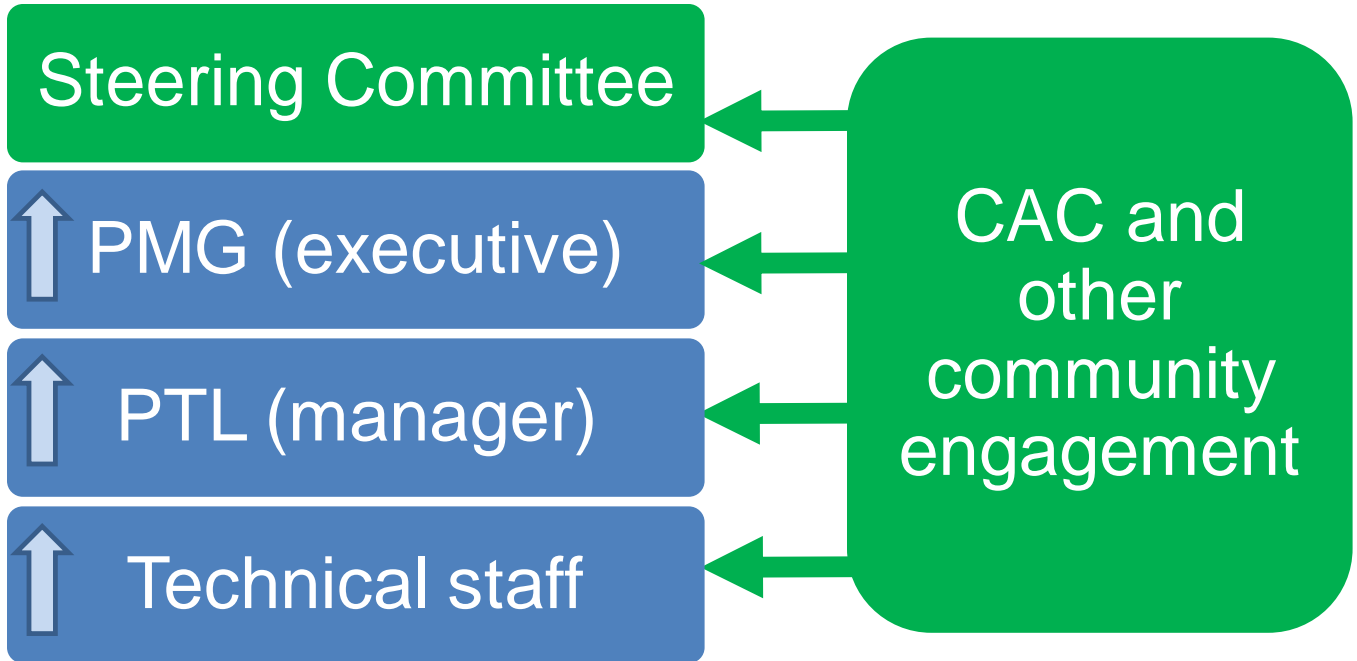 Steering Committee
PMG (executive)
PTL (manager)
Technical staff
CAC and
other
community
engagement